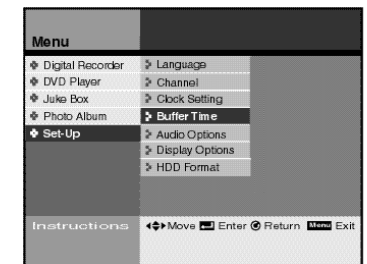 Menu
Digital Recorder
DVD Player
Juke Box
Photo Album
Set-Up
Language
Channel
Clock Setting
Buffer Time
Audio Options
Display Options
HDD Format
Instructions Move Enter Return Menu Exit